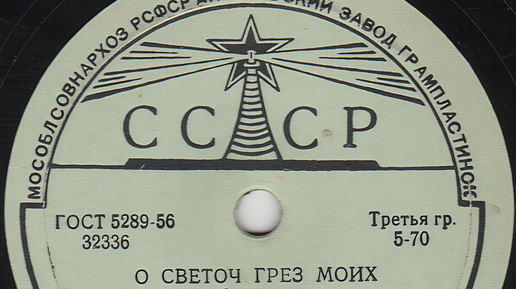 МОСОБЛСОВНАРХОЗ РСФСР ЗАВОД ГРАМПЛАСТИНОК
СССР
ГОСТ 5289-56
Третья гр.
32336
5-70
О СВЕТОЧ ГРЕЗ МОИХ